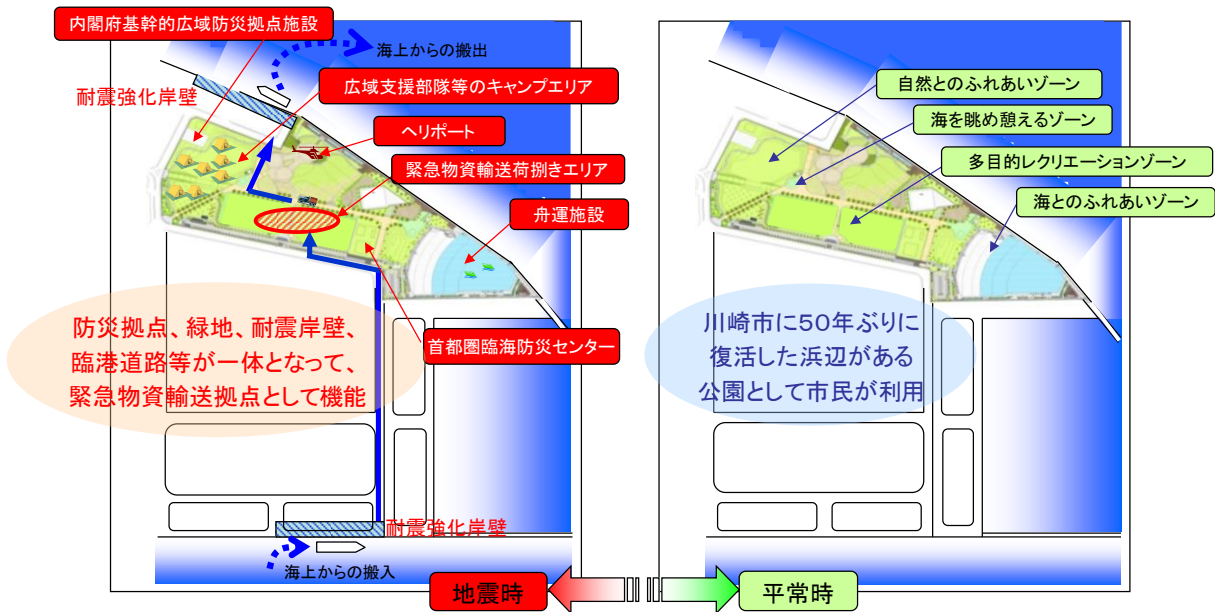 内閣府基幹的広域防災拠点施設
海上からの搬出
耐震強化岸壁
広域支援部隊等のキャンプエリア
ヘリポート
緊急物資輸送荷捌きエリア
舟運施設
防災拠点、緑地、耐震岸壁、
臨港道路等が一体となって、
緊急物資輸送拠点として機能
首都圏臨海防災センター
耐震強化岸壁
海上からの搬入
地震時
自然とのふれあいゾーン
海を眺め憩えるゾーン
多目的レクリエーションゾーン
海とのふれあいゾーン
川崎市に50年ぶりに
復活した浜辺がある
公園として市民が利用
平常時